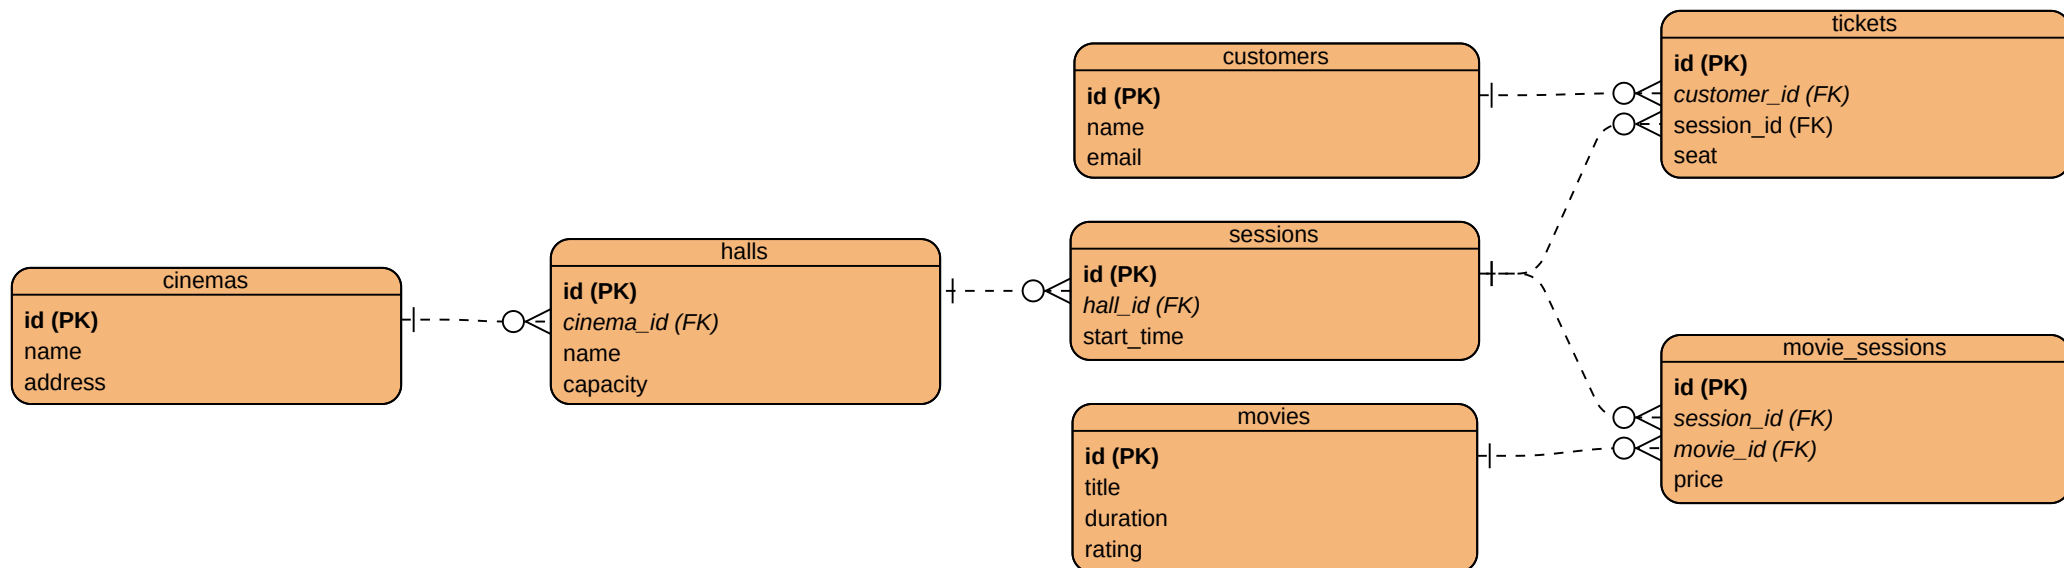 cinemas
id (PK)
name
address
halls
id (PK)
cinema_id (FK)
name
capacity
customers
id (PK)
name
email
sessions
id (PK)
hall_id (FK)
start_time
movies
id (PK)
title
duration
rating
tickets
id (PK)
customer_id (FK)
session_id (FK)
seat
movie_sessions
id (PK)
session_id (FK)
movie_id (FK)
price